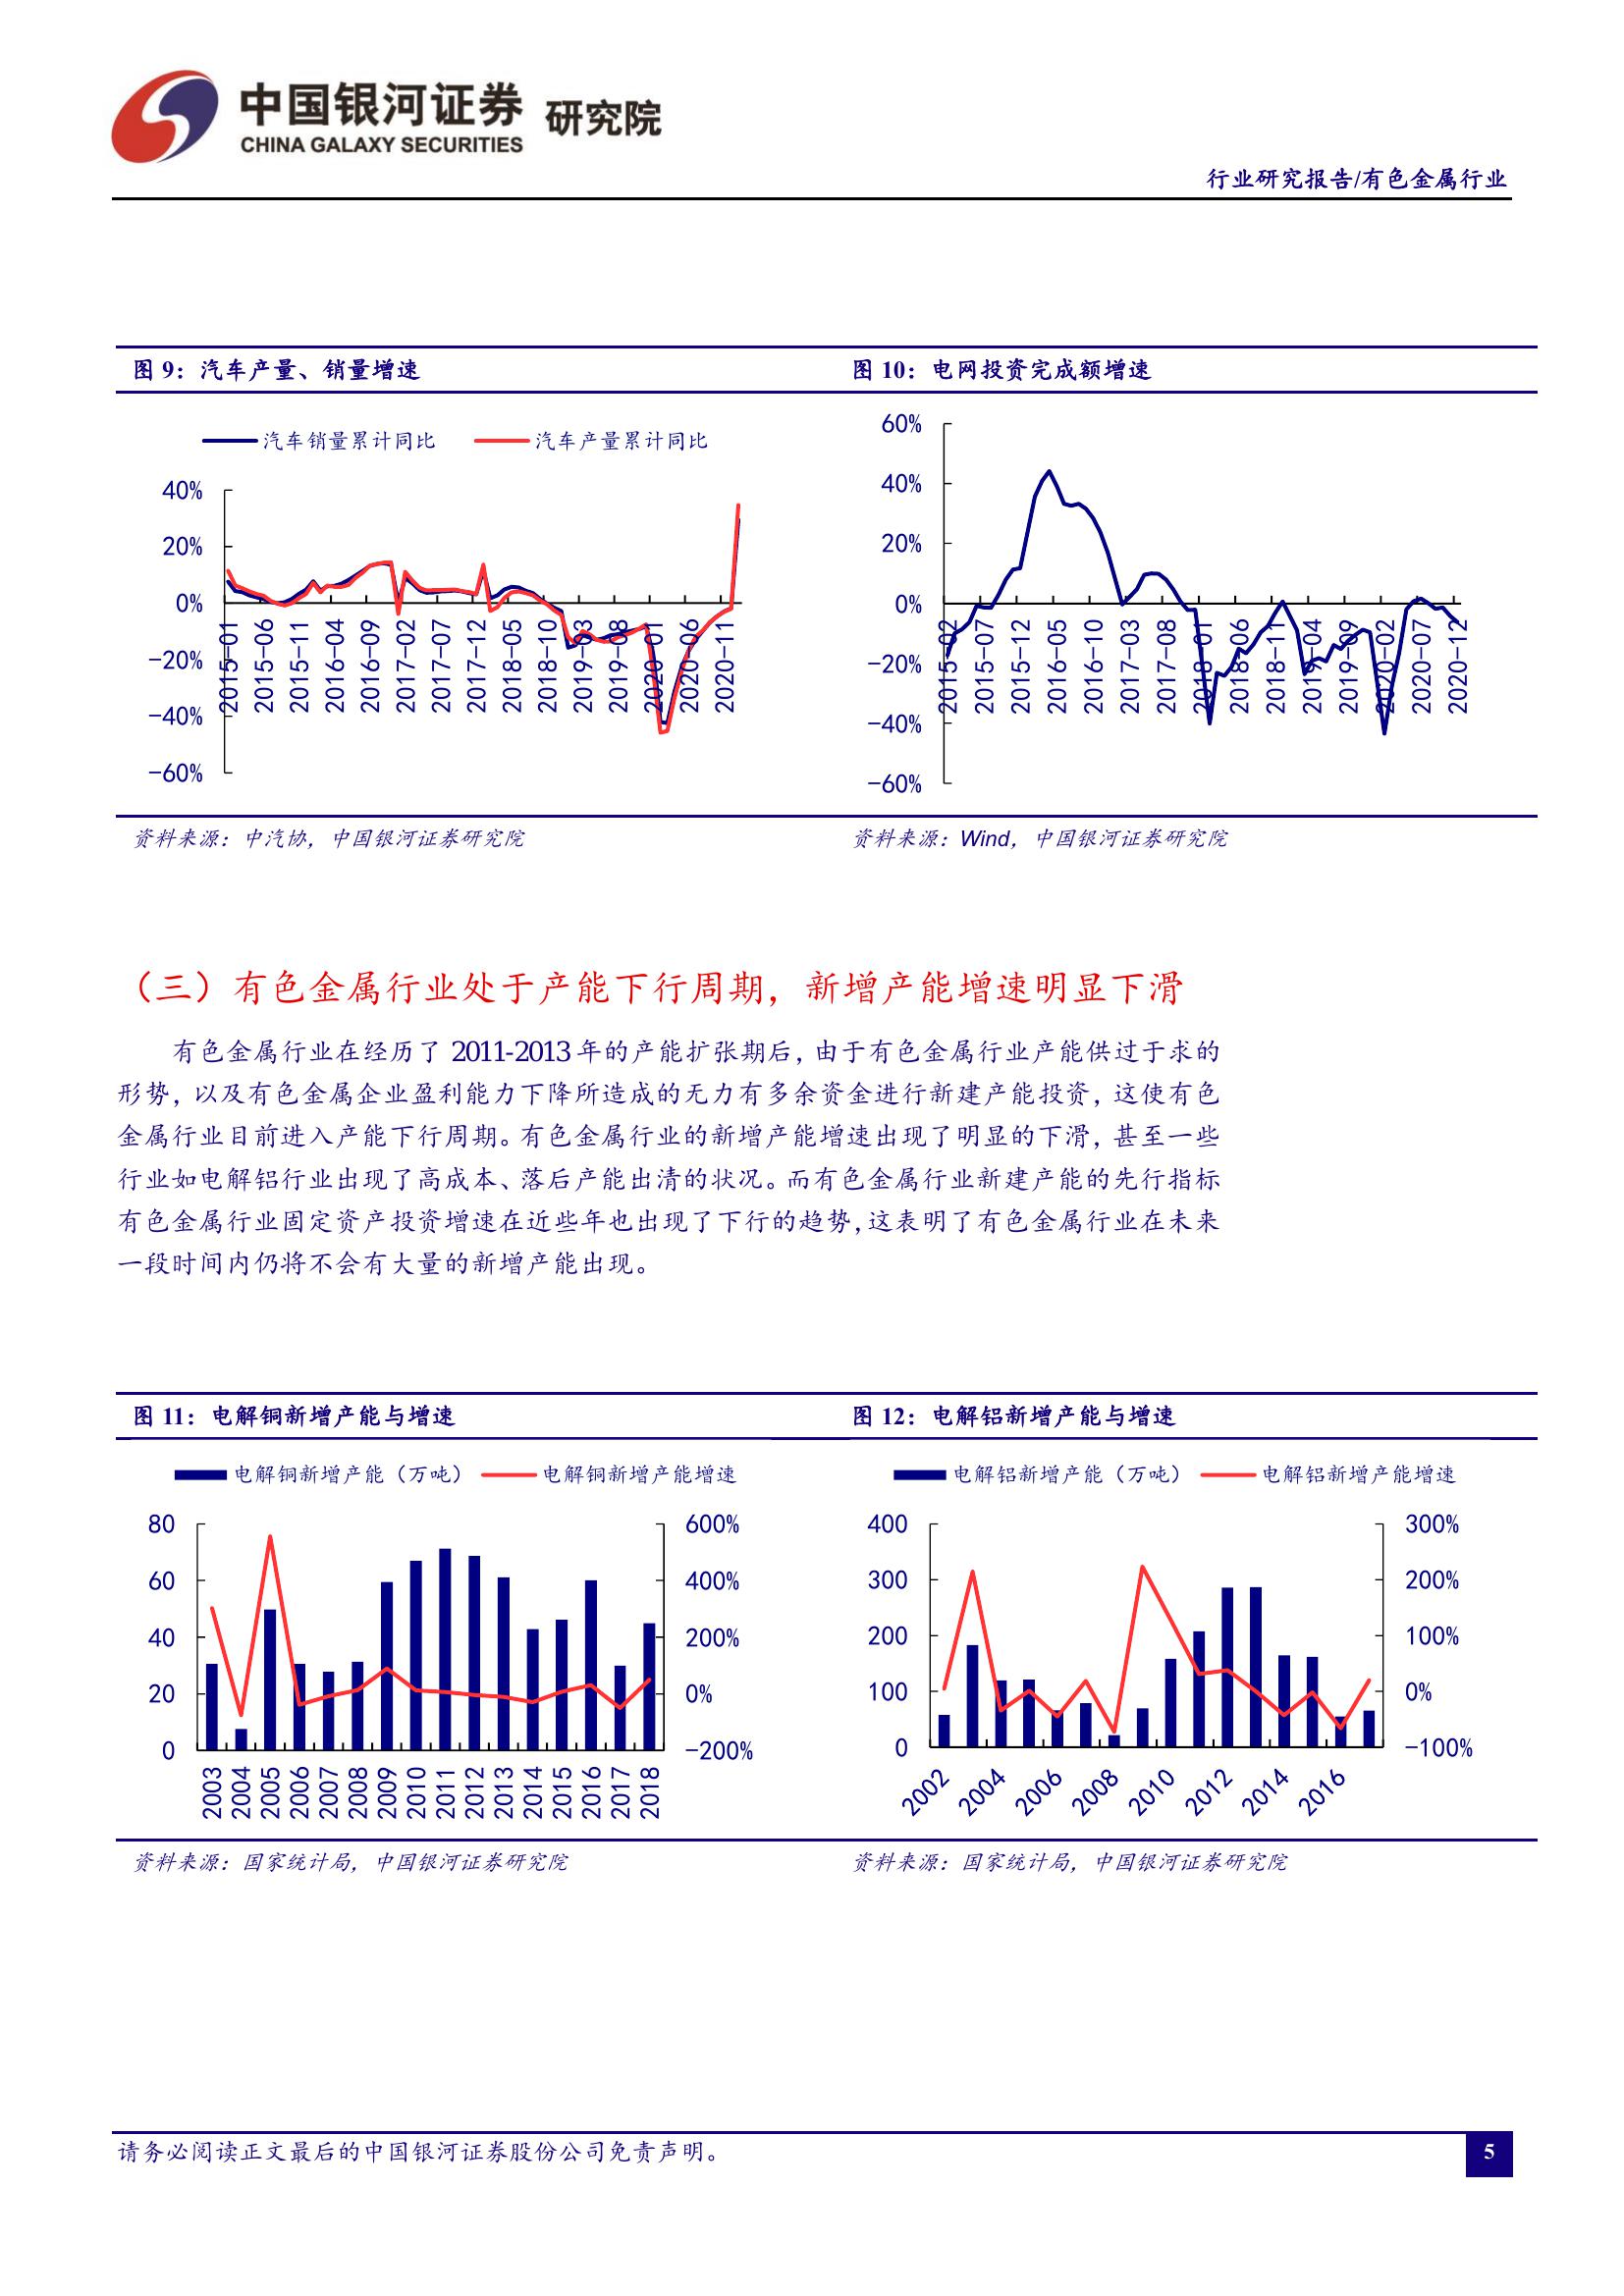 中国银河证券 研究院
CHINA GALAXY SECURITIES
行业研究报告/有色金属行业
图 9：汽车产量、销量增速
图 10：电网投资完成额增速
汽车销量累计同比 汽车产量累计同比
40%
20%
0%
-20%
-40%
-60%
2015-01 2015-06 2015-11 2016-04 2016-09 2017-02 2017-07 2017-12 2018-05 2018-10 2019-03 2019-08 2020-01 2020-06 2020-11
60%
40%
20%
0%
-20%
-40%
-60%
2015-02 2015-07 2015-12 2016-05 2016-10 2017-03 2017-08 2018-01 2018-06 2018-11 2019-04 2019-09 2020-02 2020-07 2020-12
资料来源：中汽协，中国银河证券研究院
资料来源：Wind，中国银河证券研究院
（三）有色金属行业处于产能下行周期，新增产能增速明显下滑
有色金属行业在经历了 2011-2013 年的产能扩张期后，由于有色金属行业产能供过于求的
形势，以及有色金属企业盈利能力下降所造成的无力有多余资金进行新建产能投资，这使有色
金属行业目前进入产能下行周期。有色金属行业的新增产能增速出现了明显的下滑，甚至一些
行业如电解铝行业出现了高成本、落后产能出清的状况。而有色金属行业新建产能的先行指标
有色金属行业固定资产投资增速在近些年也出现了下行的趋势，这表明了有色金属行业在未来
一段时间内仍将不会有大量的新增产能出现。
图 11：电解铜新增产能与增速
图 12：电解铝新增产能与增速
电解铜新增产能（万吨） 电解铜新增产能增速
80
60
40
20
0
600%
400%
200%
0%
-200%
2003 2004 2005 2006 2007 2008 2009 2010 2011 2012 2013 2014 2015 2016 2017 2018
电解铝新增产能（万吨） 电解铝新增产能增速
400
300
200
100
0
300%
200%
100%
0%
-100%
2002 2004 2006 2008 2010 2012 2014 2016
资料来源：国家统计局，中国银河证券研究院
资料来源：国家统计局，中国银河证券研究院
请务必阅读正文最后的中国银河证券股份公司免责声明。
5